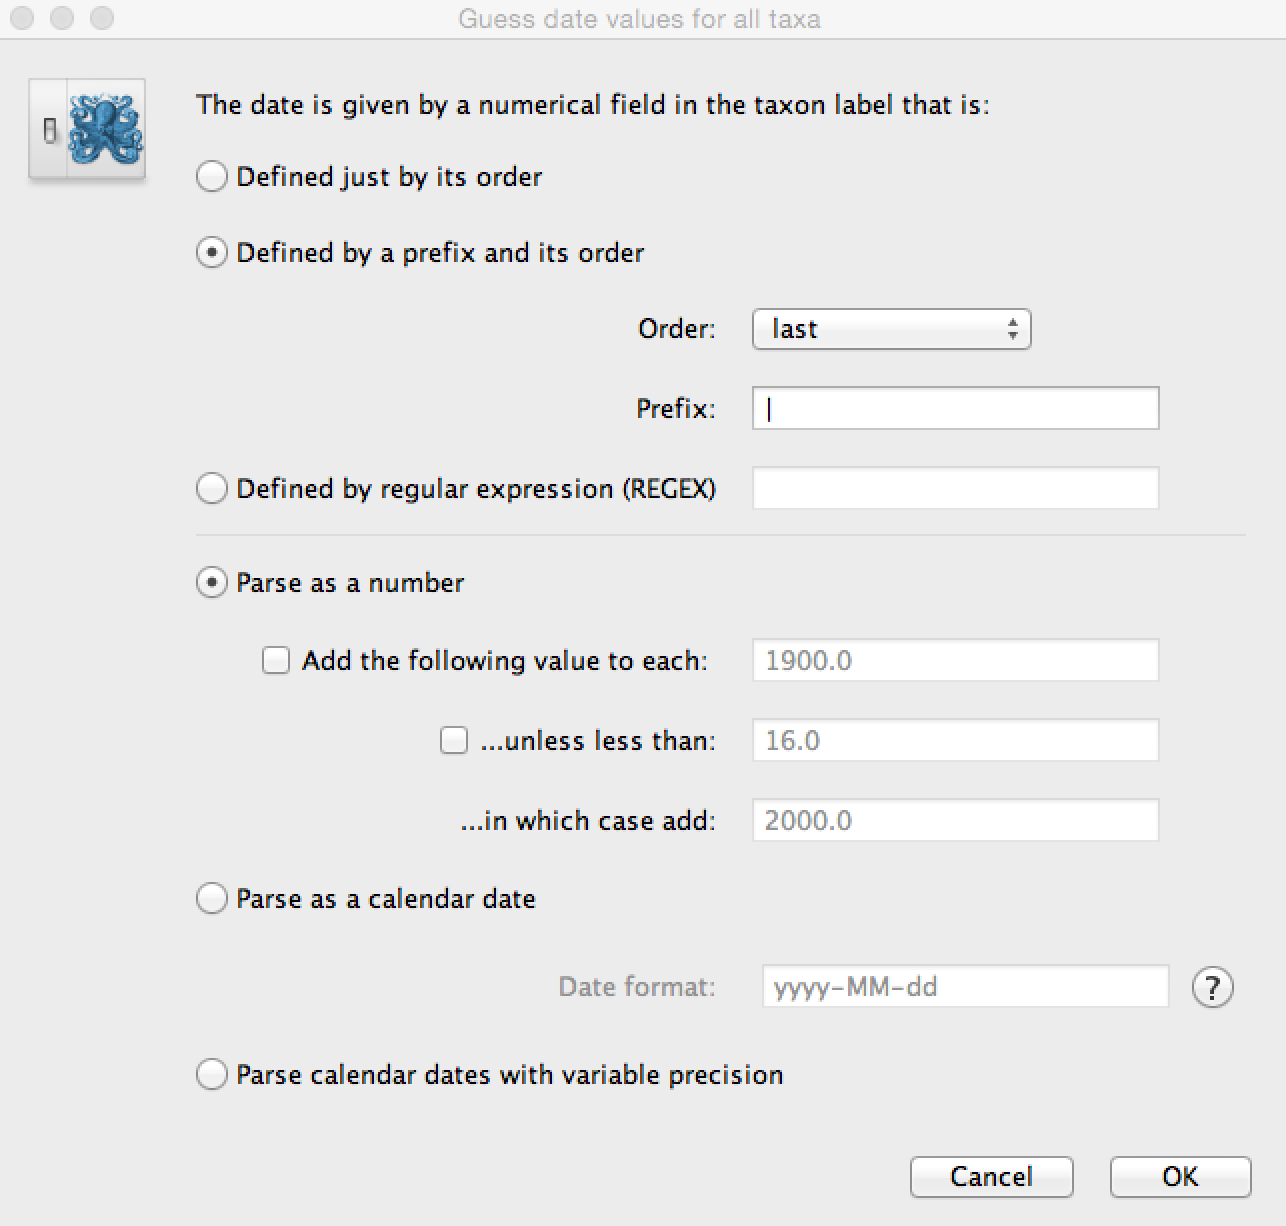 Guess date values for all taxa
The date is given by a numerical field in the taxon label that is:
Defined just by its order
Defined by a prefix and its order
Order: last
Prefix: |
Defined by regular expression (REGEX)
Parse as a number
Add the following value to each: 1900.0
...unless less than: 16.0
...in which case add: 2000.0
Parse as a calendar date
Date format: yyyy-MM-dd ?
Parse calendar dates with variable precision
Cancel OK